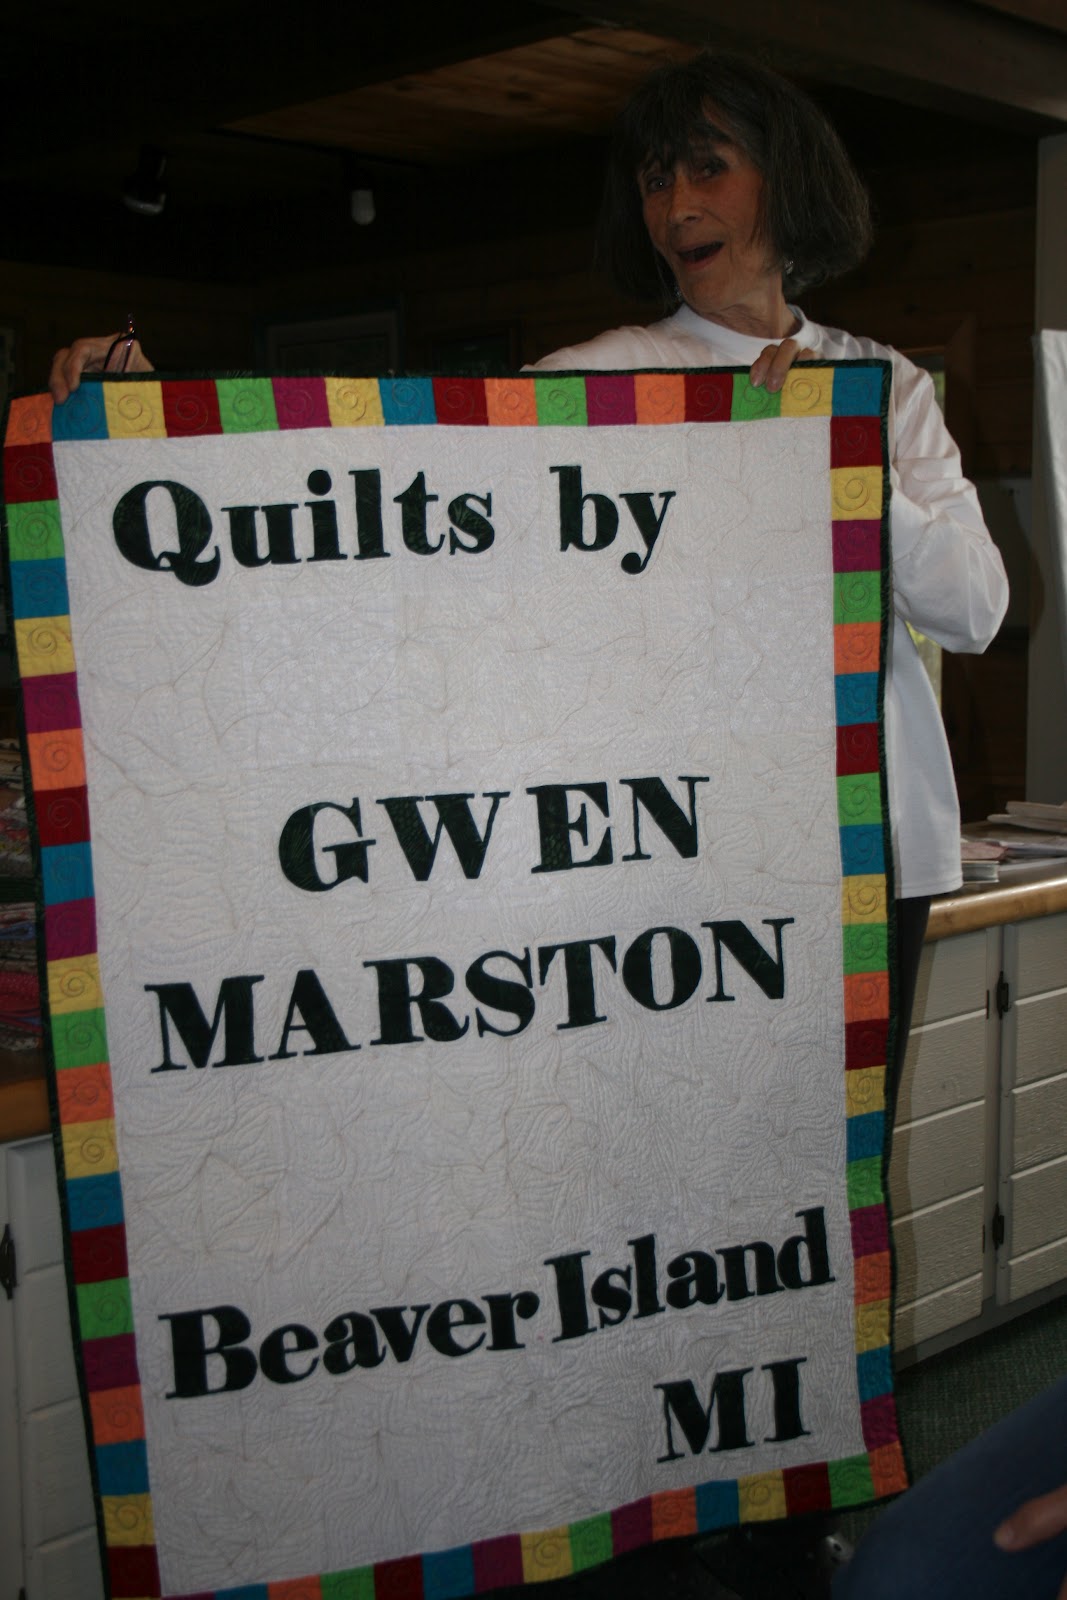 Quilts by
GWEN
MARSTON
Beaver Island
MI